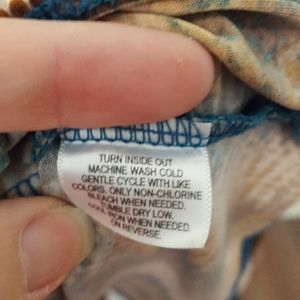 TURN INSIDE OUT
MACHINE WASH COLD
GENTLE CYCLE WITH LIKE
COLORS. ONLY NON-CHLORINE
BLEACH WHEN NEEDED.
TUMBLE DRY LOW.
COOL IRON WHEN NEEDED.
ON REVERSE.